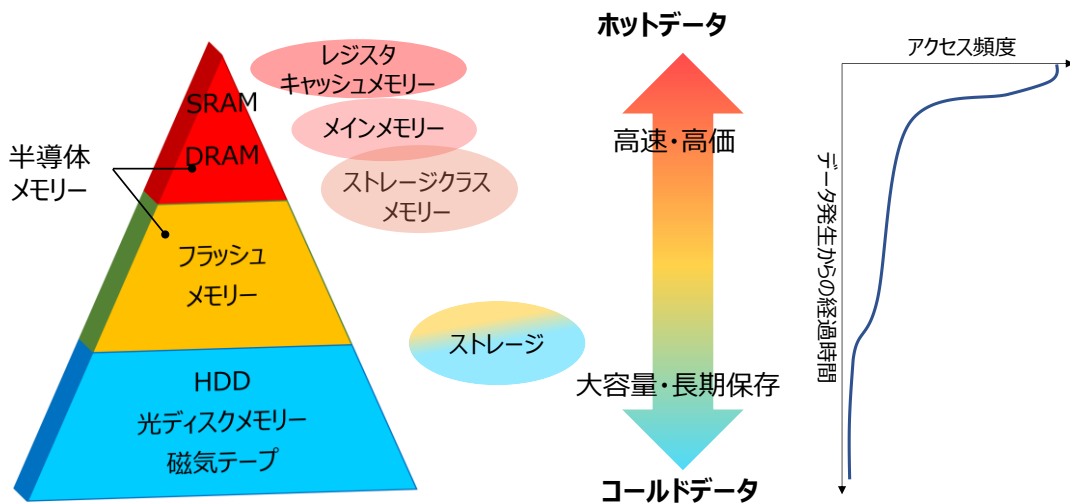 ホットデータ
アクセス頻度
レジスタ
キャッシュメモリー
SRAM
メインメモリー
高速・高価
DRAM
半導体
メモリー
ストレージクラス
メモリー
データ発生からの経過時間
フラッシュ
メモリー
ストレージ
大容量・長期保存
HDD
光ディスクメモリー
磁気テープ
コールドデータ